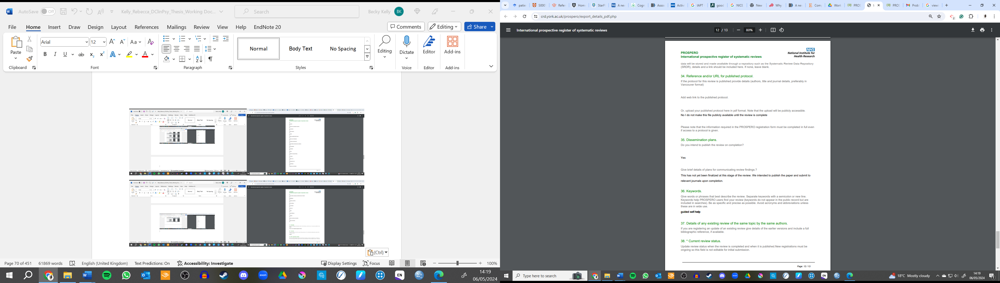 AutoSave Off
Kelly_Rebecca_DClinPsy_Thesis_Working Doc...
Search
Becky Kelly BK
File Home Insert Draw Design Layout References Mailings Review View Help EndNote 20
Comments Editing Share
Paste
Clipboard
Arial 12
Aa
B I U ab x2 x2 A A
Font
Paragraph
Normal Body Text No Spacing
Styles
Editing
Dictate
Voice
Editor
Editor
Add-ins
Add-ins
(Ctrl)
Page 70 of 451 61869 words English (United Kingdom) Text Predictions: On Accessibility: Investigate Display Settings Focus 100%
zoom
EN
14:19
06/05/2024
patie S000 Refe Home StarP A ne Cogn Assoc Activ IAPT good NICE New Why A ne Comp Work PROS I PROS Probl view
crd.york.ac.uk/prospero/export_details_pdf.php
International prospective register of systematic reviews 12 / 13 80%
PROSPERO
International prospective register of systematic reviews
NHS
National Institute for
Health Research
data will be stored and made available through a repository such as the Systematic Review Data Repository
(SRDR), details and a link should be included here. If none, leave blank.
34. Reference and/or URL for published protocol.
If the protocol for this review is published provide details (authors, title and journal details, preferably in
Vancouver format)
Add web link to the published protocol.
Or, upload your published protocol here in pdf format. Note that the upload will be publicly accessible.
No I do not make this file publicly available until the review is complete
Please note that the information required in the PROSPERO registration form must be completed in full even
if access to a protocol is given.
35. Dissemination plans.
Do you intend to publish the review on completion?
Yes
Give brief details of plans for communicating review findings.?
This has not yet been finalized at this stage of the review. We intended to publish the paper and submit to
relevant journals upon completion.
36. Keywords.
Give words or phrases that best describe the review. Separate keywords with a semicolon or new line.
Keywords help PROSPERO users find your review (keywords do not appear in the public record but are
included in searches). Be as specific and precise as possible. Avoid acronyms and abbreviations unless
these are in wide use.
guided self-help
37. Details of any existing review of the same topic by the same authors.
If you are registering an update of an existing review give details of the earlier versions and include a full
bibliographic reference, if available.
38. * Current review status.
Update review status when the review is completed and when it is published.New registrations must be
ongoing so this field is not editable for initial submission.
Page: 12 / 13
Type here to search
zoom
EN
18°C Mostly cloudy
14:19
06/05/2024